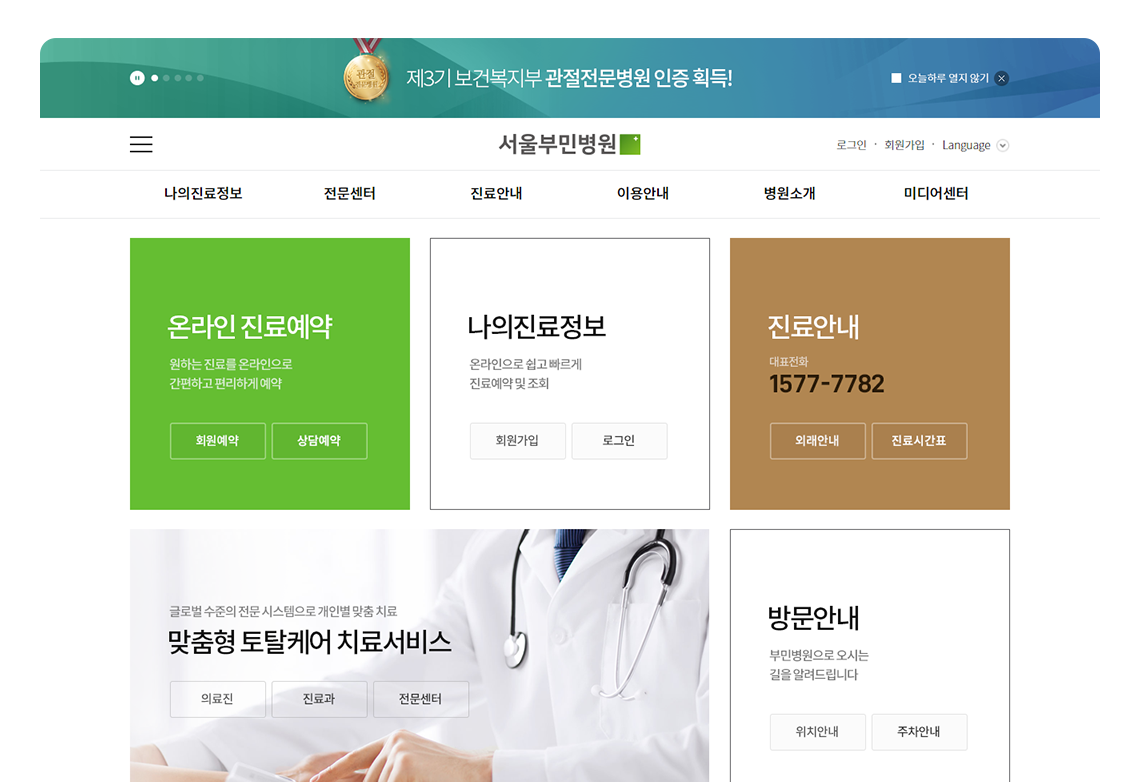 관절
전문병원
제3기 보건복지부 관절전문병원 인증 획득!
오늘하루 열지 않기
서울부민병원
로그인 · 회원가입 · Language
나의진료정보 전문센터 진료안내 이용안내 병원소개 미디어센터
온라인 진료예약
원하는 진료를 온라인으로
간편하고 편리하게 예약
회원예약 상담예약
나의진료정보
온라인으로 쉽고 빠르게
진료예약 및 조회
회원가입 로그인
진료안내
대표전화
1577-7782
외래안내 진료시간표
글로벌 수준의 전문 시스템으로 개인별 맞춤 치료
맞춤형 토탈케어 치료서비스
의료진 진료과 전문센터
방문안내
부민병원으로 오시는
길을 알려드립니다
위치안내 주차안내